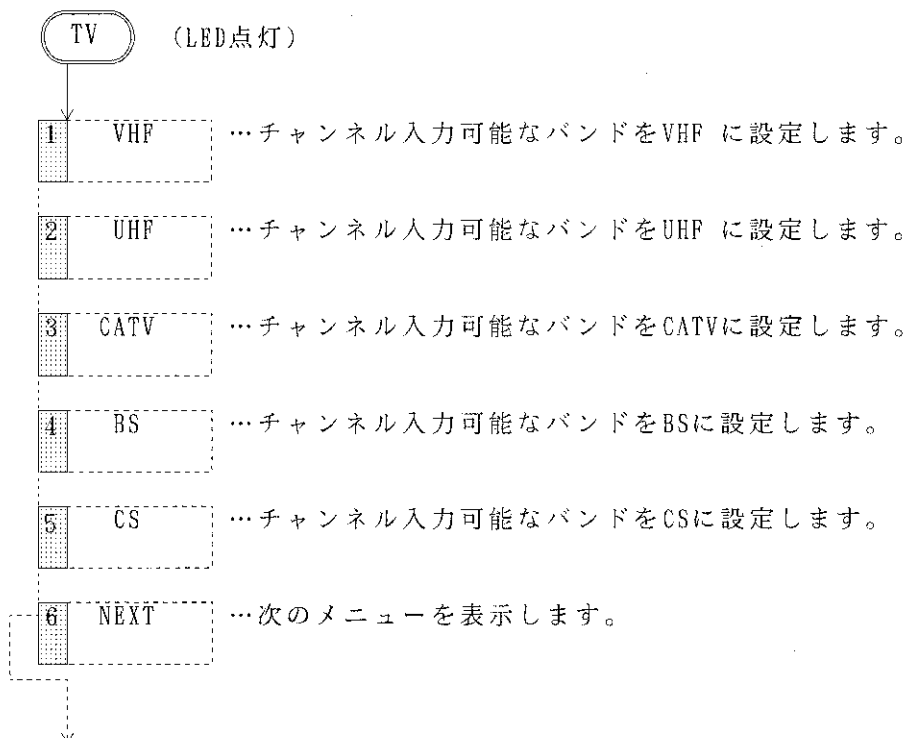 TV （LED点灯）
1 VHF …チャンネル入力可能なバンドをVHF に設定します。
2 UHF …チャンネル入力可能なバンドをUHF に設定します。
3 CATV …チャンネル入力可能なバンドをCATVに設定します。
4 BS …チャンネル入力可能なバンドをBSに設定します。
5 CS …チャンネル入力可能なバンドをCSに設定します。
6 NEXT …次のメニューを表示します。